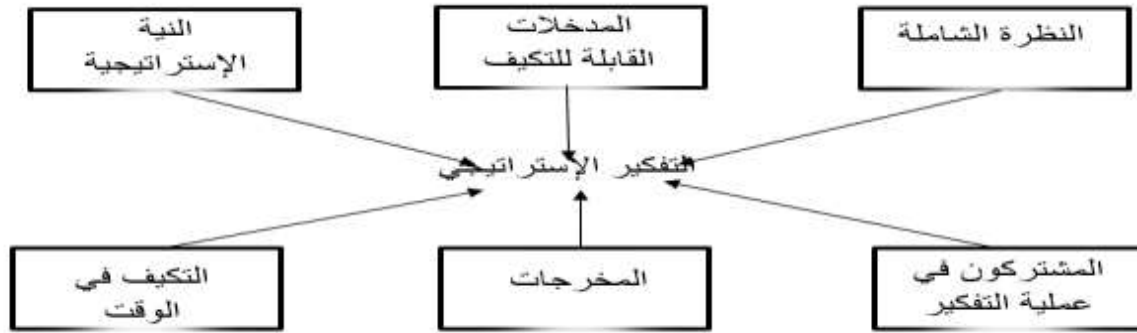 النظرة الشاملة
المدخلات
القابلة للتكيف
النية
الإستراتيجية
التفكير الإستراتيجي
المشتركون في
عملية التفكير
المخرجات
التكيف في
الوقت